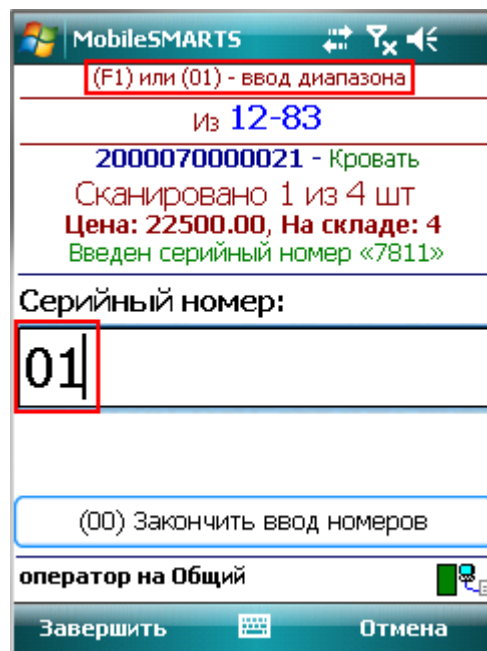 MobileSMARTS
(F1) или (01) - ввод диапазона
Из 12-83
2000070000021 - Кровать
Сканировано 1 из 4 шт
Цена: 22500.00, На складе: 4
Введен серийный номер «7811»
Серийный номер:
01
(00) Закончить ввод номеров
оператор на Общий
Завершить Отмена